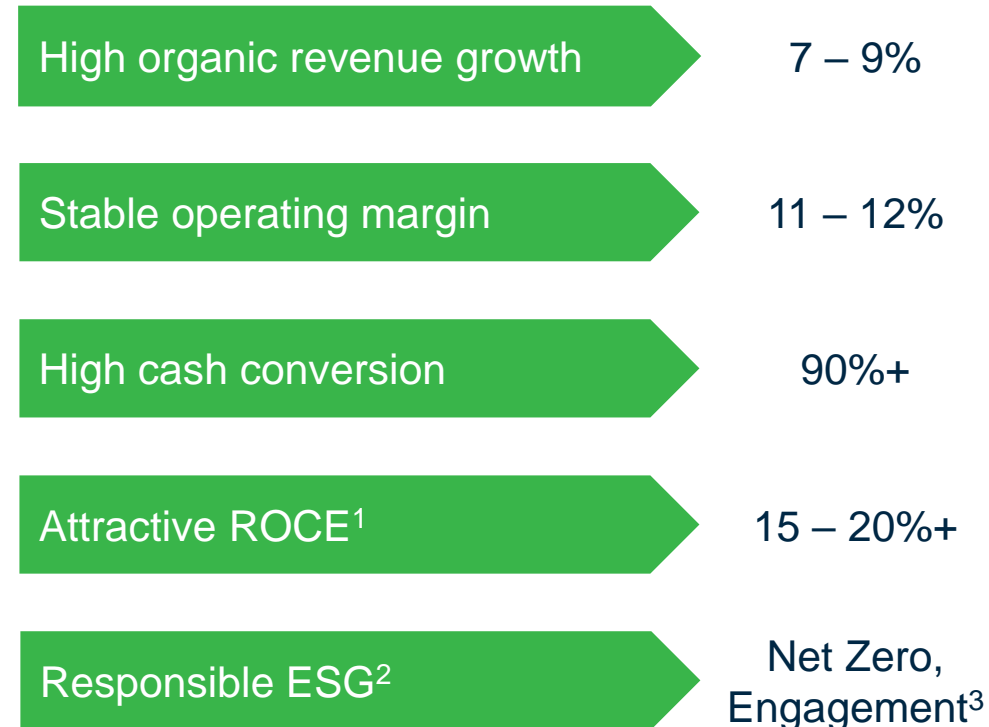 High organic revenue growth
7 – 9%
Stable operating margin
11 – 12%
High cash conversion
90%+
Attractive ROCE¹
15 – 20%+
Responsible ESG²
Net Zero,
Engagement³